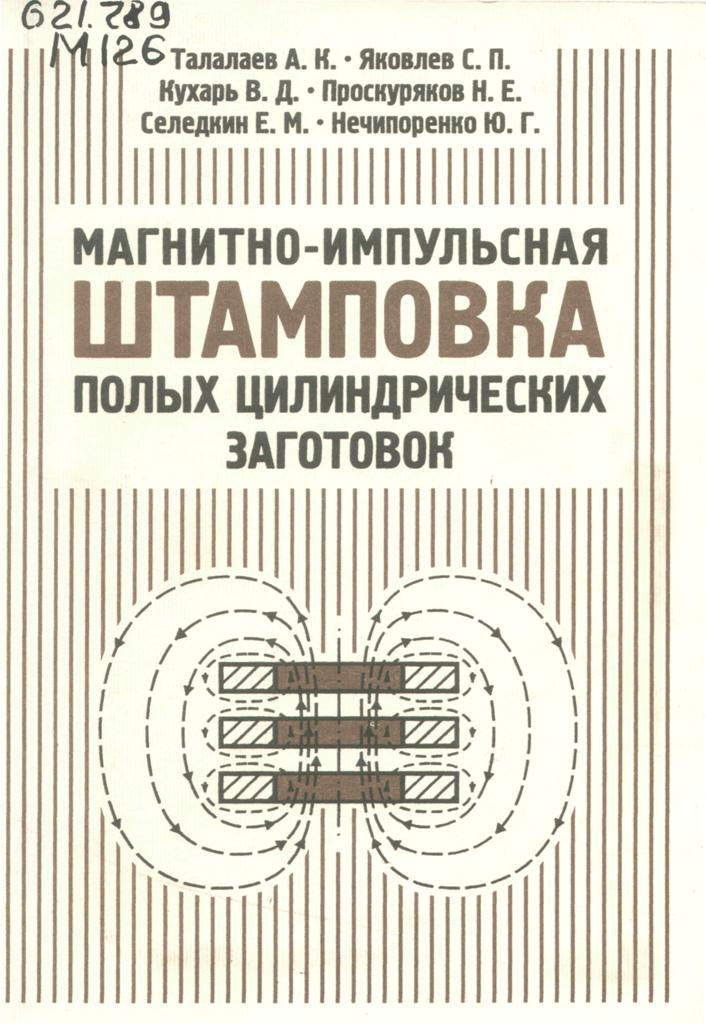 621.789
М126
Талалаев А. К. • Яковлев С. П.
Кухарь В. Д. • Проскуряков Н. Е.
Селедкин Е. М. • Нечипоренко Ю. Г.
МАГНИТНО-ИМПУЛЬСНАЯ
ШТАМПОВКА
ПОЛЫХ ЦИЛИНДРИЧЕСКИХ
ЗАГОТОВОК